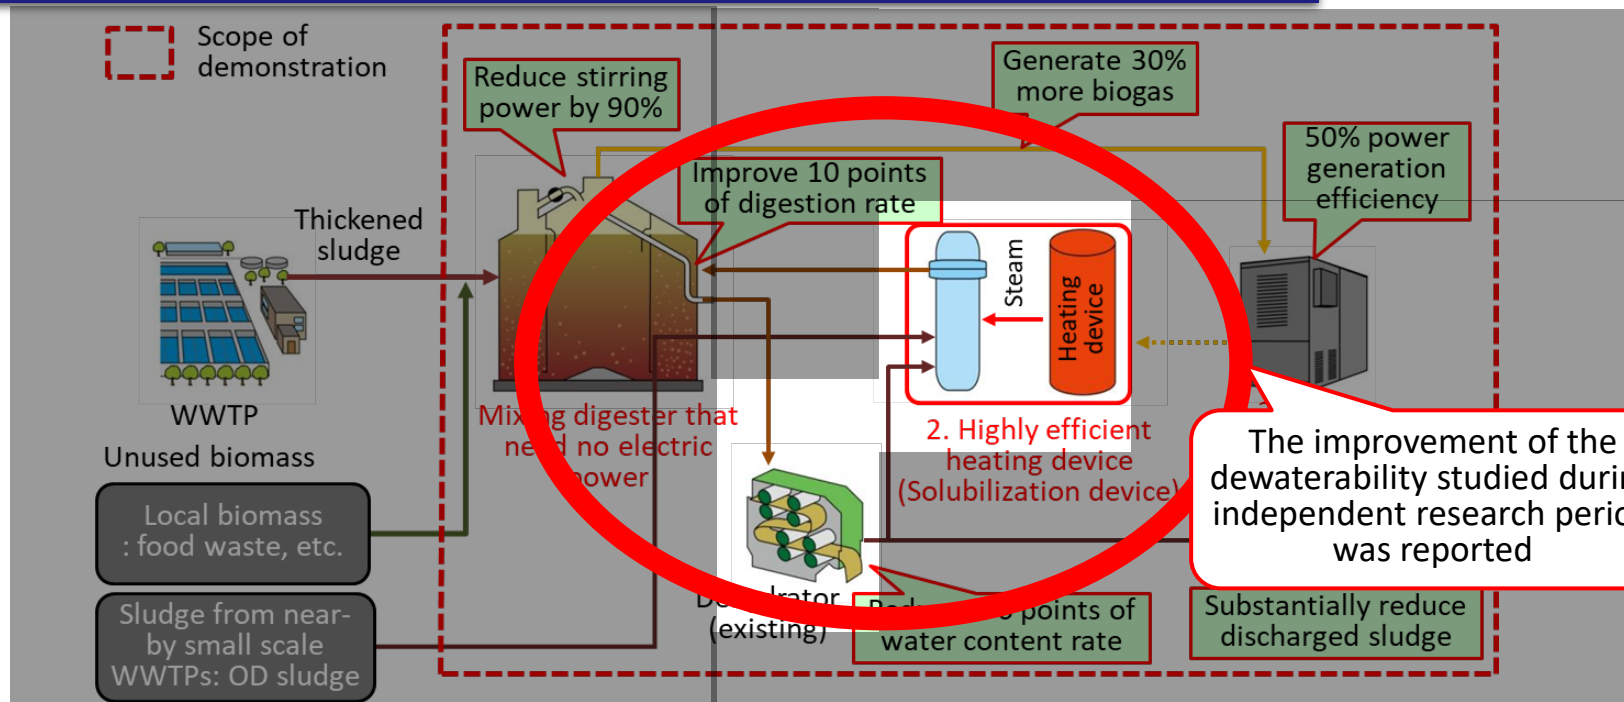 Scope of
demonstration
Reduce stirring
power by 90%
Generate 30%
more biogas
Improve 10 points
of digestion rate
50% power
generation
efficiency
Thickened
sludge
Steam
Heating
device
WWTP
Unused biomass
Local biomass
: food waste, etc.
Sludge from near-
by small scale
WWTPs: OD sludge
Mixing digester that
need no electric
power
2. Highly efficient
heating device
(Solubilization device)
The improvement of the
dewaterability studied
independent research
was reported
(existing)
points of
water content rate
Substantially reduce
discharged sludge